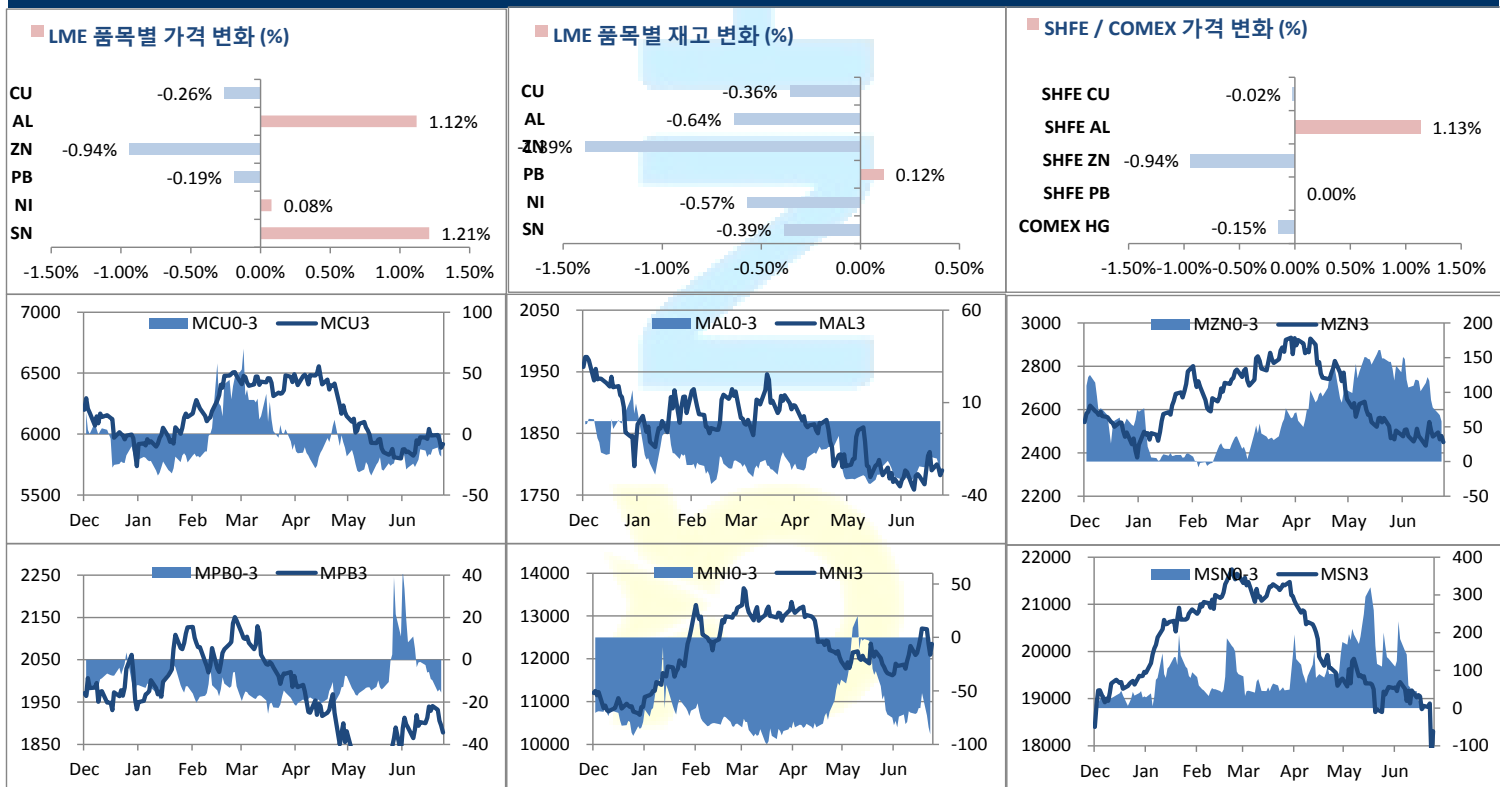 LME 품목별 가격 변화 (%)
CU -0.26%
AL 1.12%
ZN -0.94%
PB -0.19%
NI 0.08%
SN 1.21%
-1.50% -1.00% -0.50% 0.00% 0.50% 1.00% 1.50%
LME 품목별 재고 변화 (%)
CU -0.36%
AL -0.64%
ZN -1.39%
PB 0.12%
NI -0.57%
SN -0.39%
-1.50% -1.00% -0.50% 0.00% 0.50%
SHFE / COMEX 가격 변화 (%)
SHFE CU -0.02%
SHFE AL 1.13%
SHFE ZN -0.94%
SHFE PB 0.00%
COMEX HG -0.15%
-1.50% -1.00% -0.50% 0.00% 0.50% 1.00% 1.50%
MCU0-3 MCU3
7000 100
6500 50
6000 0
5500 -50
Dec Jan Feb Mar Apr May Jun
MAL0-3 MAL3
2050 60
1950 10
1850
1750 -40
Dec Jan Feb Mar Apr May Jun
MZN0-3 MZN3
3000 200
2800 150
2600 100
50
2400 0
2200 -50
Dec Jan Feb Mar Apr May Jun
MPB0-3 MPB3
2250 40
2150 20
2050 0
1950 -20
1850 -40
Dec Jan Feb Mar Apr May Jun
MNI0-3 MNI3
14000 50
13000 0
12000
11000 -50
10000 -100
Dec Jan Feb Mar Apr May Jun
MSN0-3 MSN3
22000 400
21000 300
200
20000 100
19000 0
18000 -100
Dec Jan Feb Mar Apr May Jun